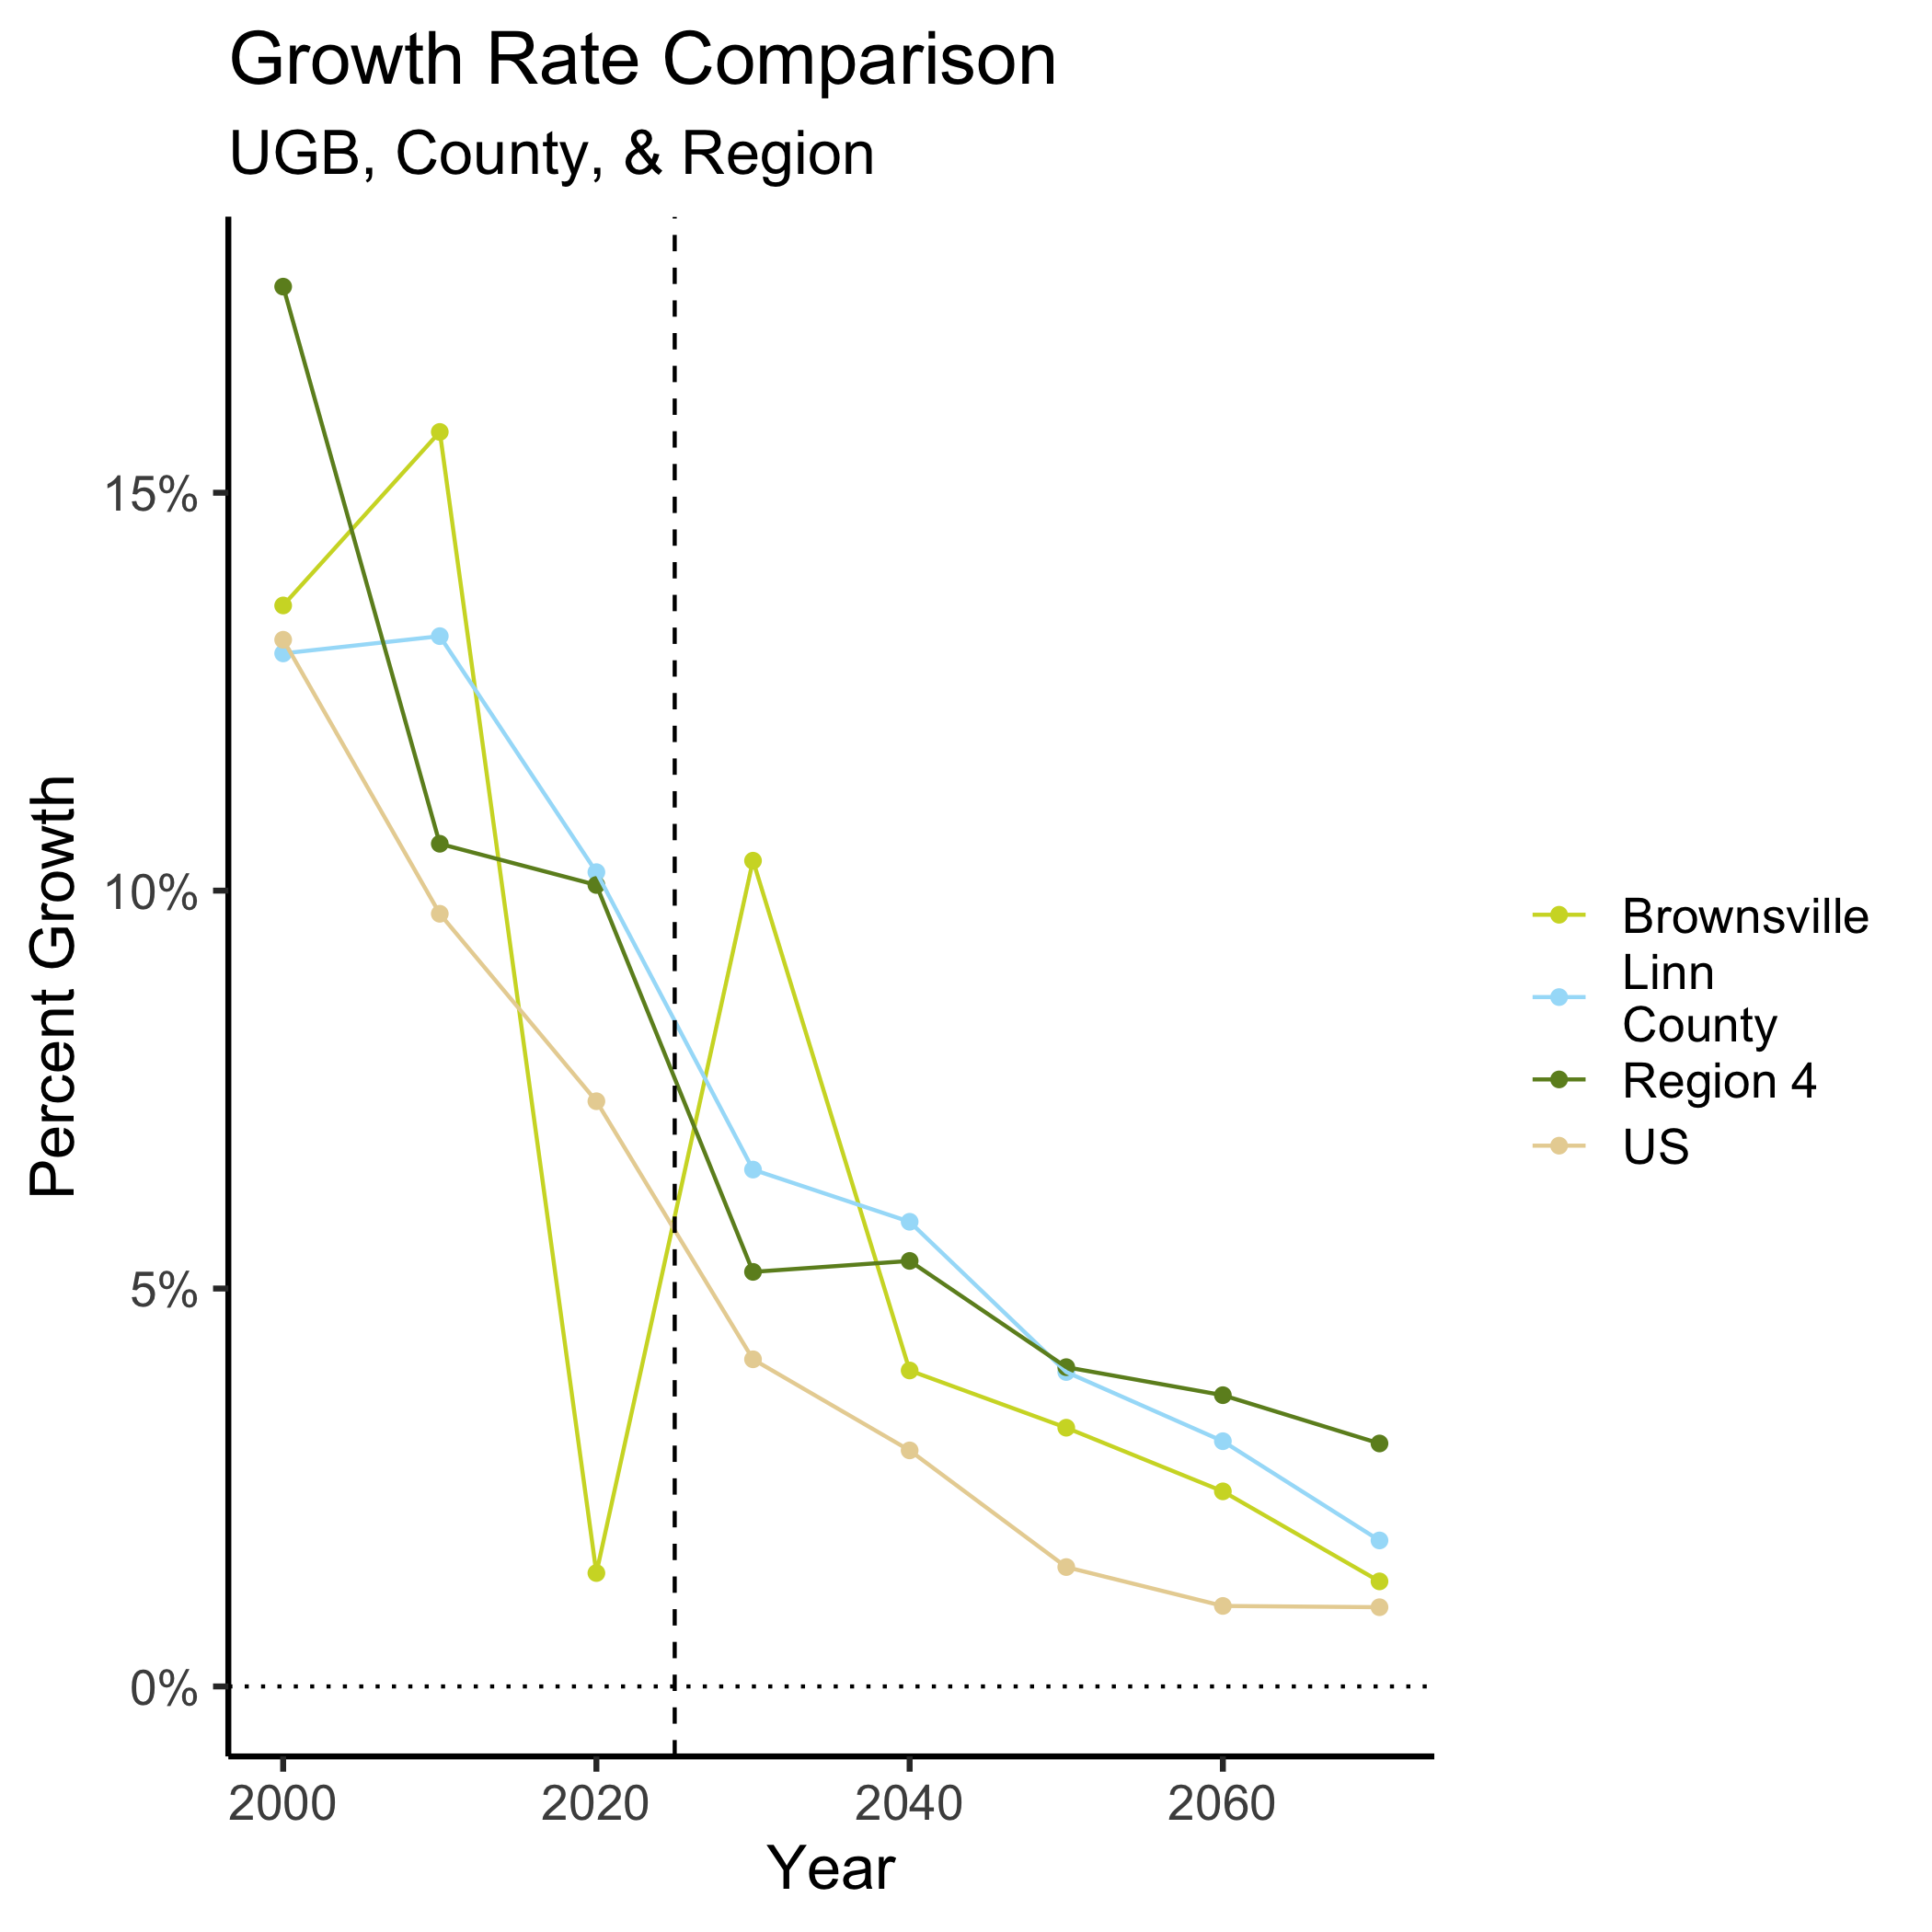 Growth Rate Comparison
UGB, County, & Region
Percent Growth
15%
10%
5%
0%
2000
2020
2040
2060
Year
Brownsville
Linn
County
Region 4
US